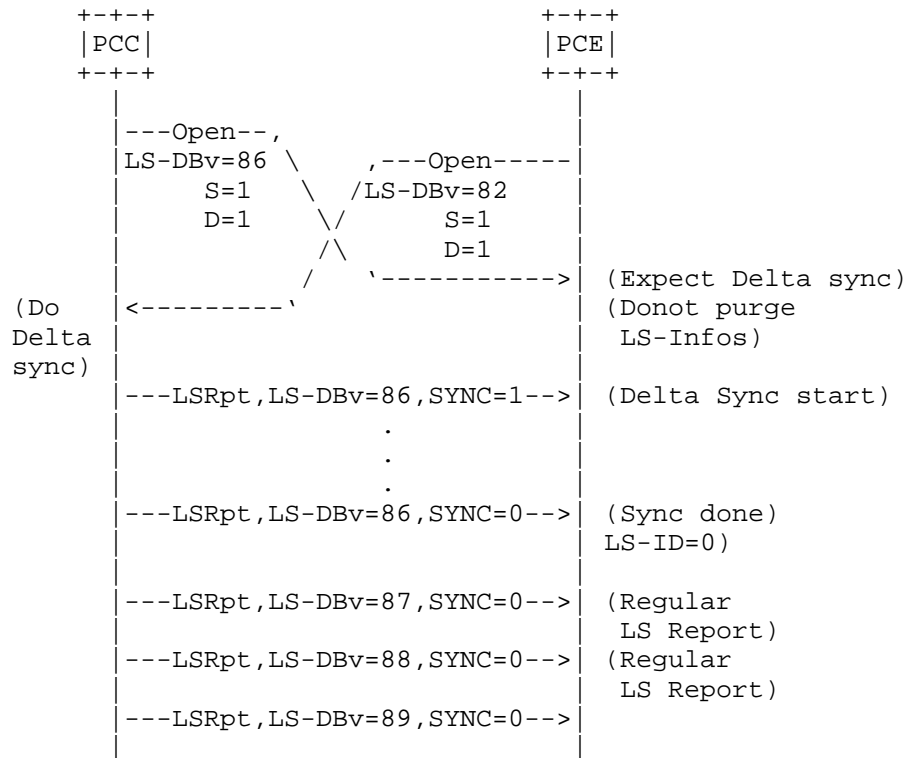 +-+-+ +-+-+
|PCC| |PCE|
+-+-+ +-+-+
| |
|---Open--, |
|LS-DBv=86 \ ,---Open-----|
| S=1 \ /LS-DBv=82 |
| D=1 \/ S=1 |
| /\ D=1 |
| / `----------->| (Expect Delta sync)
(Do |<---------` | (Donot purge
Delta | | LS-Infos)
sync) | |
|---LSRpt,LS-DBv=86,SYNC=1-->| (Delta Sync start)
| . |
| . |
| . |
|---LSRpt,LS-DBv=86,SYNC=0-->| (Sync done)
| | LS-ID=0)
| |
|---LSRpt,LS-DBv=87,SYNC=0-->| (Regular
| | LS Report)
|---LSRpt,LS-DBv=88,SYNC=0-->| (Regular
| | LS Report)
|---LSRpt,LS-DBv=89,SYNC=0-->|
| |